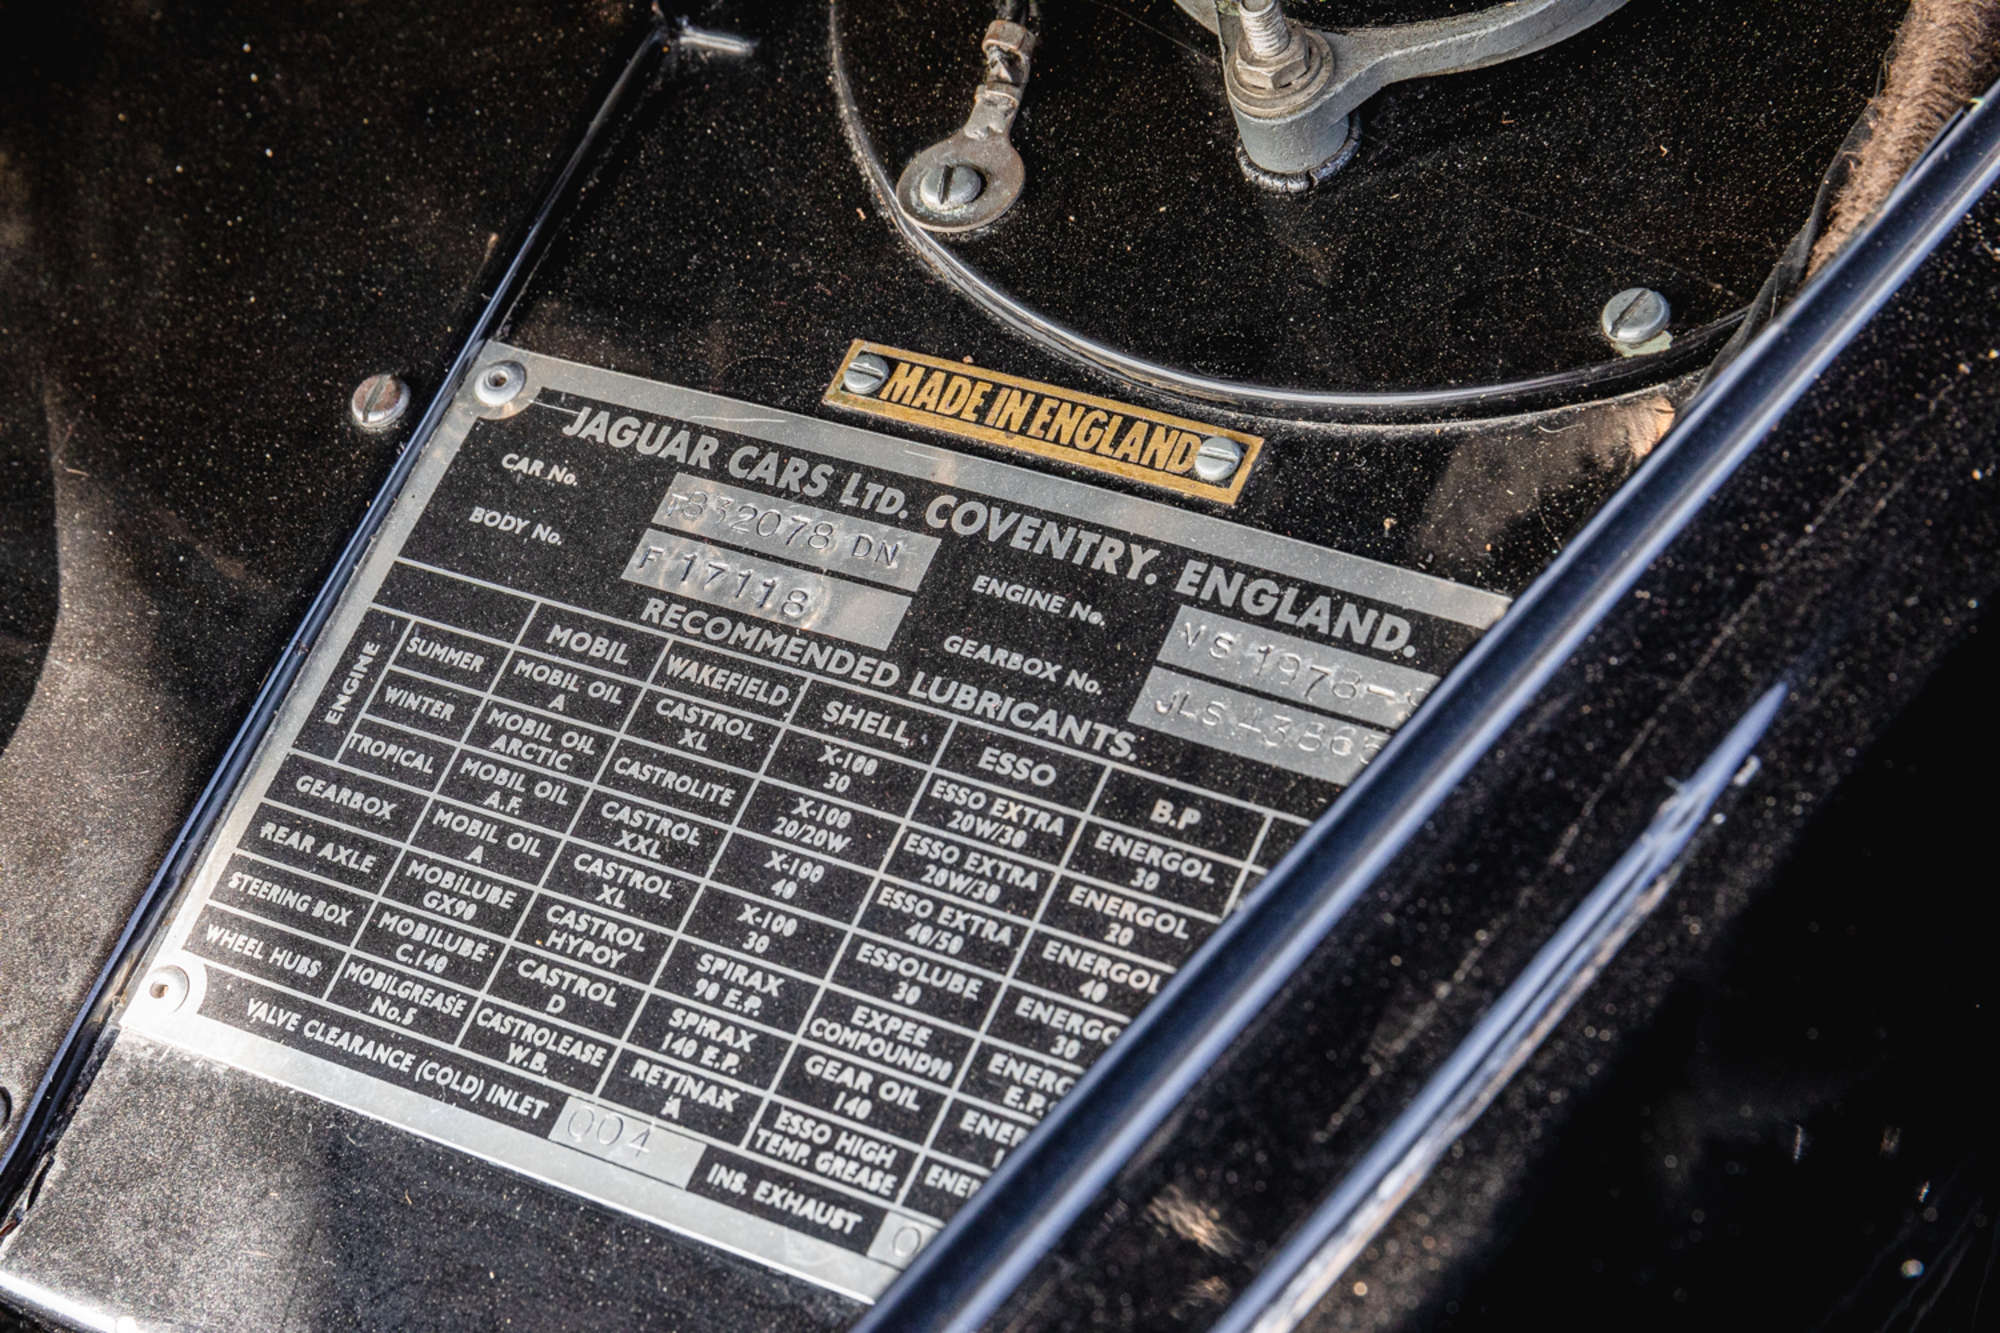 MADE IN ENGLAND
JAGUAR CARS LTD. COVENTRY. ENGLAND.
CAR No. T832078 DN ENGINE No.
BODY No. F 17118 GEARBOX No.
RECOMMENDED LUBRICANTS.
MOBIL WAKEFIELD SHELL ESSO B.P
ENGINE
SUMMER MOBIL OIL A CASTROL XL X-100 30 ESSO EXTRA 20W/30 ENERGOL 30
WINTER MOBIL OIL ARCTIC CASTROLITE X-100 20/20W ESSO EXTRA 20W/30 ENERGOL 20
TROPICAL MOBIL OIL A.F. CASTROL XXL X-100 40 ESSO EXTRA 40/50 ENERGOL 40
GEARBOX MOBIL OIL A CASTROL XL X-100 30 ESSOLUBE 30 30
REAR AXLE MOBILUBE GX90 CASTROL HYPOY SPIRAX 90 E.P. EXPEE COMPOUND90 E.P.
STEERING BOX MOBILUBE C.140 CASTROL D SPIRAX 140 E.P. GEAR OIL 140
WHEEL HUBS MOBILGREASE No.5 CASTROLEASE W.B. RETINAX A ESSO HIGH TEMP. GREASE
VALVE CLEARANCE (COLD) INLET 004 INS. EXHAUST